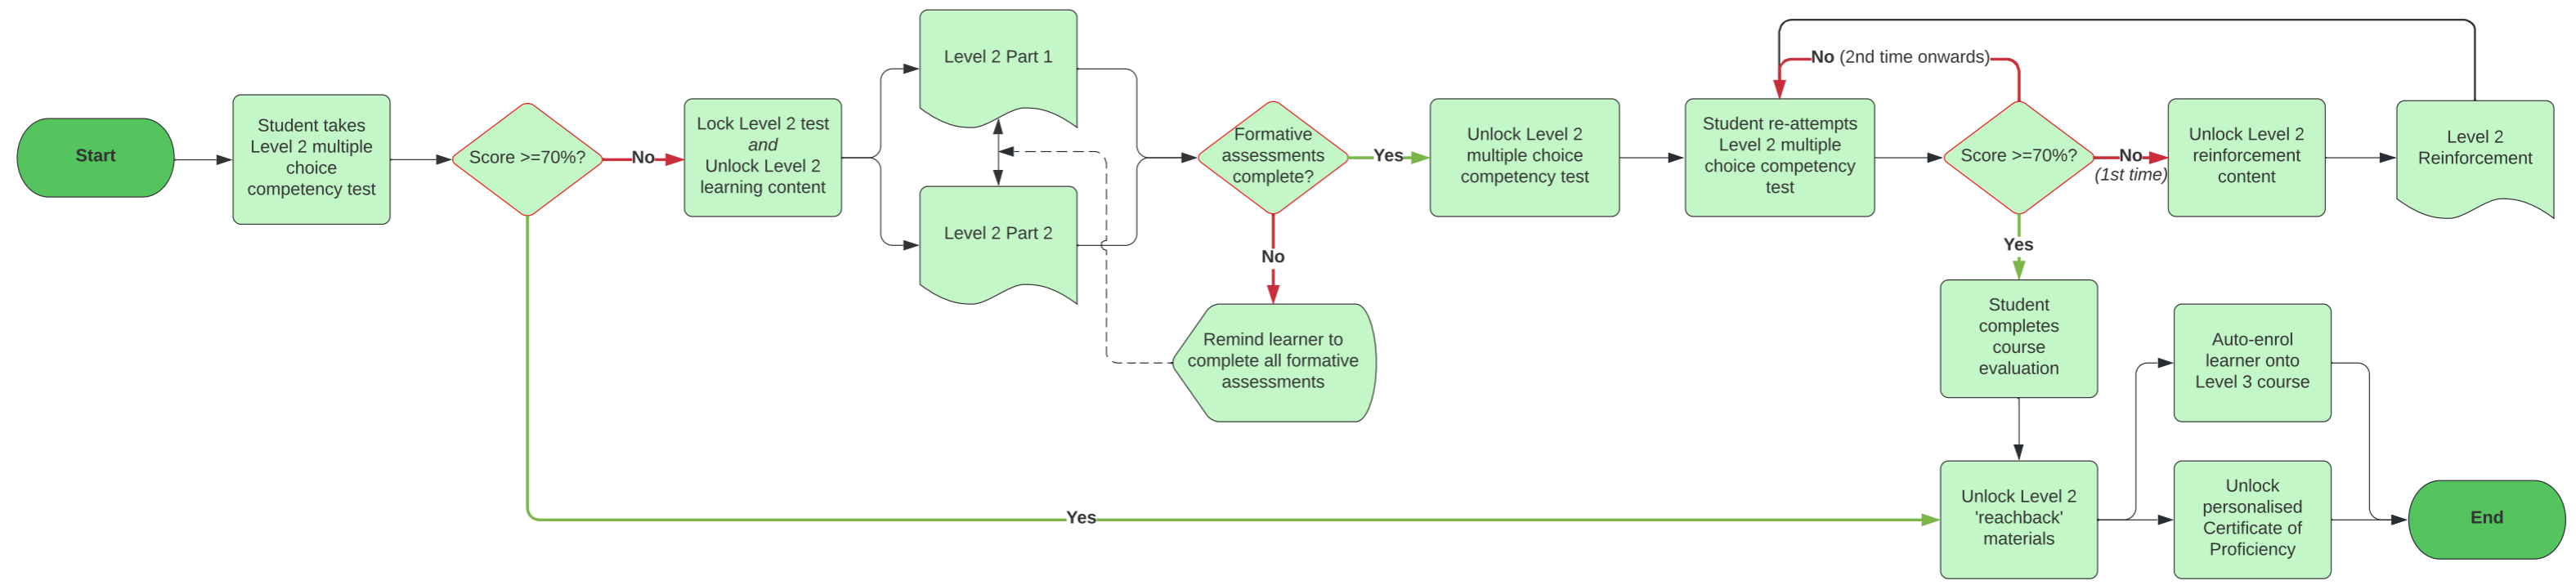 Start
Student takes
Level 2 multiple
choice
competency test
Score >=70%?
No
Yes
Lock Level 2 test
and
Unlock Level 2
learning content
Level 2 Part 1
Level 2 Part 2
Formative
assessments
complete?
Yes
No
Remind learner to
complete all formative
assessments
Unlock Level 2
multiple choice
competency test
Student re-attempts
Level 2 multiple
choice competency
test
No (2nd time onwards)
Score >=70%?
No
(1st time)
Yes
Unlock Level 2
reinforcement
content
Level 2
Reinforcement
Student
completes
course
evaluation
Unlock Level 2
'reachback'
materials
Auto-enrol
learner onto
Level 3 course
Unlock
personalised
Certificate of
Proficiency
End